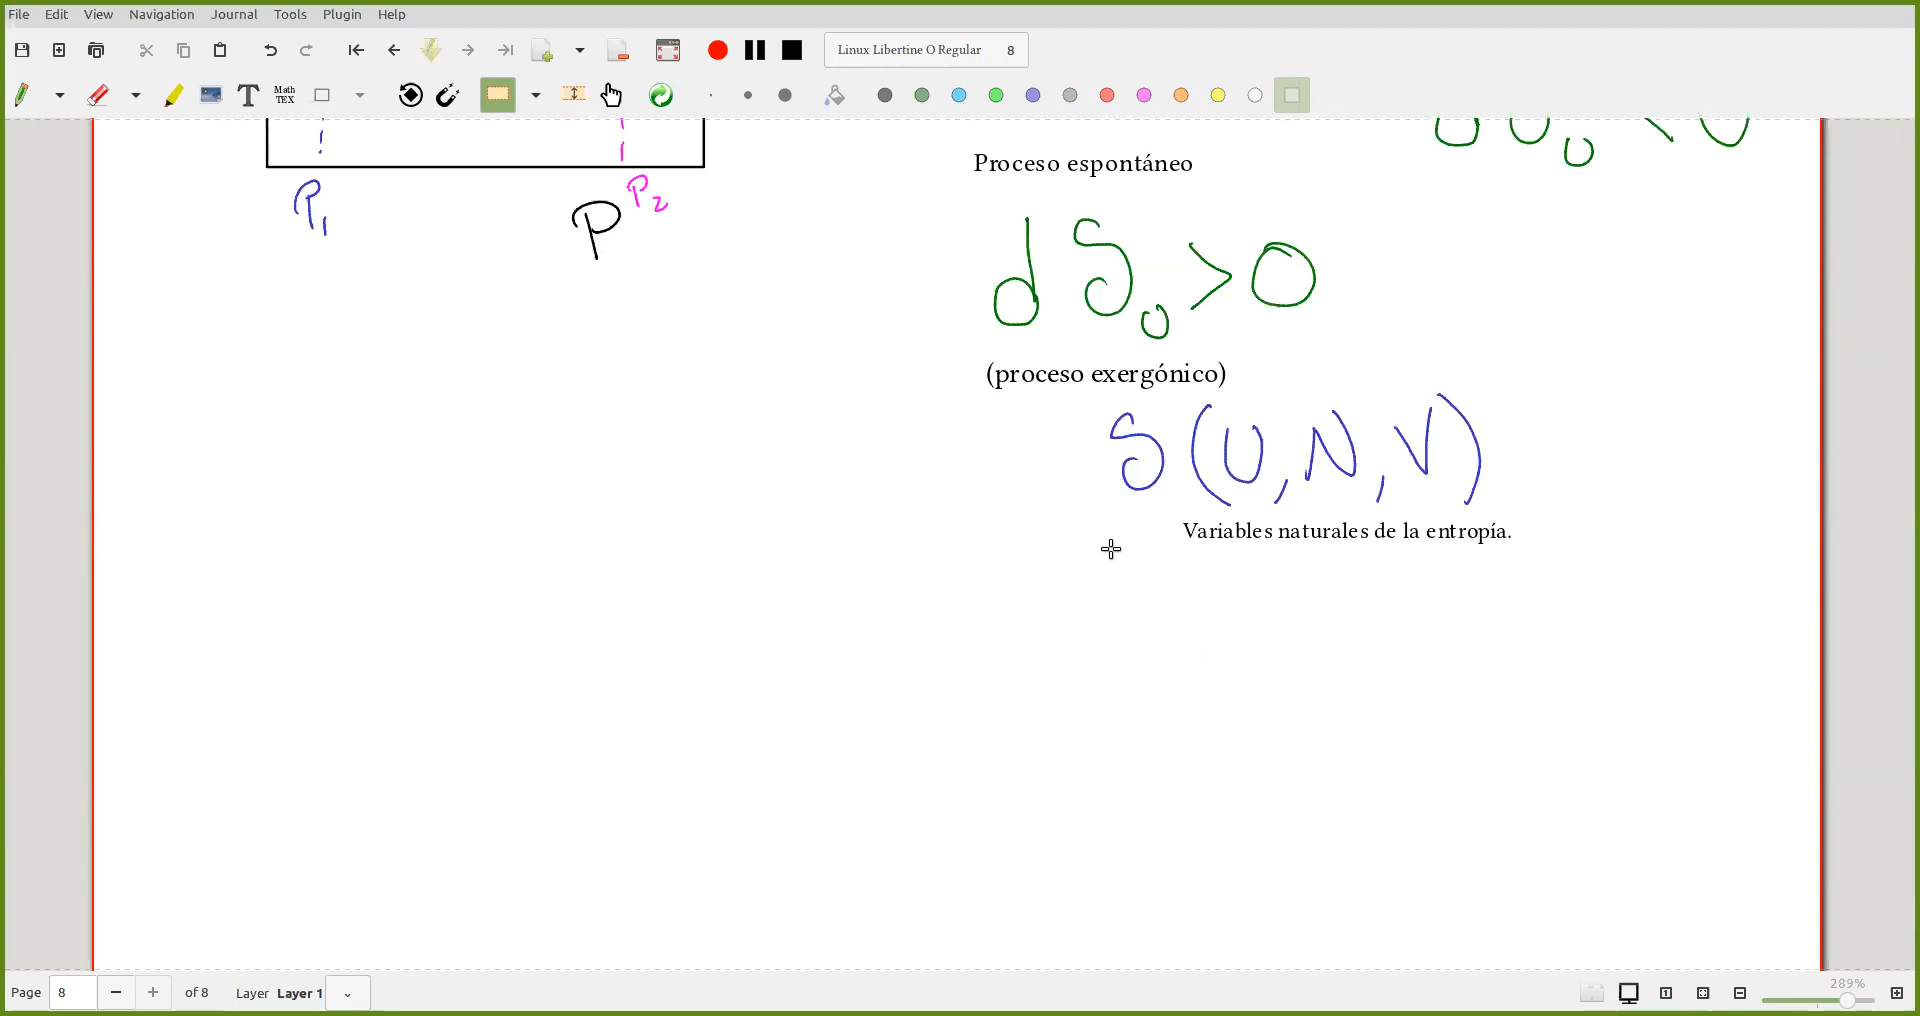 File Edit View Navigation Journal Tools Plugin Help
Linux Libertine O Regular 8
Math
TEX
P₁
P₂
P
Proceso espontáneo
d S₀ > 0
(proceso exergónico)
S(U, N, V)
Variables naturales de la entropía.
Page 8 of 8 Layer Layer 1
289%